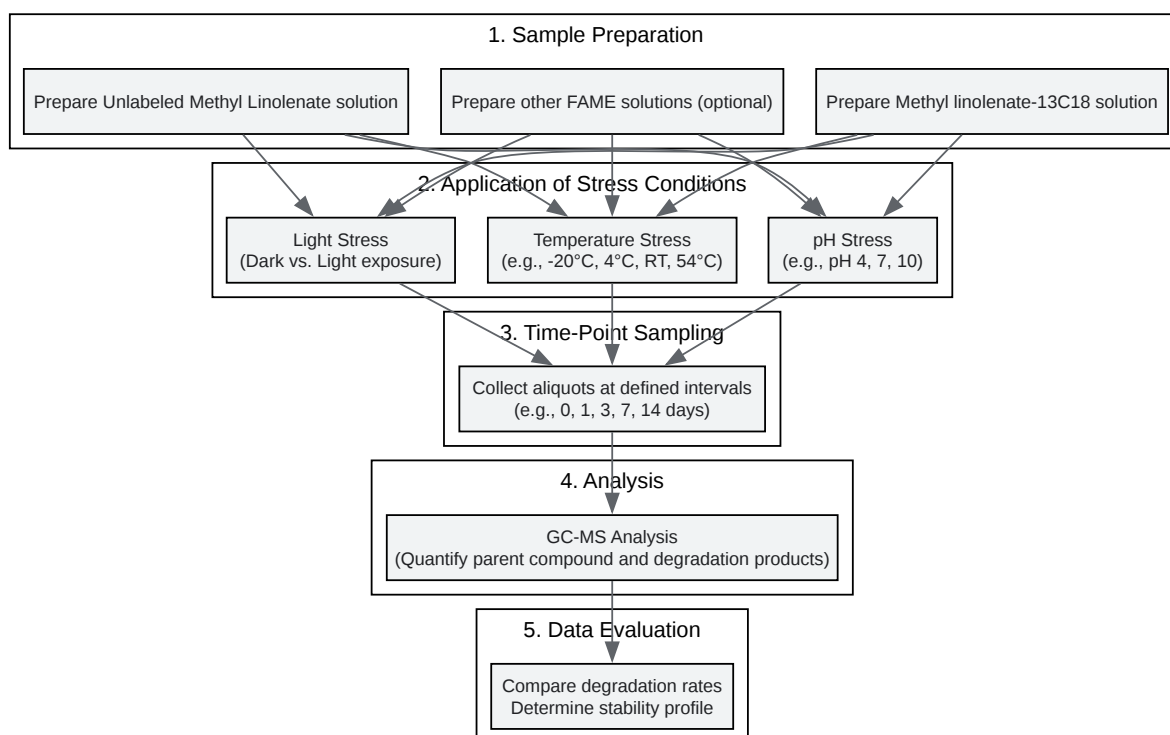 1. Sample Preparation
Prepare Unlabeled Methyl Linolenate solution
Prepare other FAME solutions (optional)
Prepare Methyl linolenate-13C18 solution
2. Application of Stress Conditions
Light Stress
(Dark vs. Light exposure)
Temperature Stress
(e.g., -20°C, 4°C, RT, 54°C)
pH Stress
(e.g., pH 4, 7, 10)
3. Time-Point Sampling
Collect aliquots at defined intervals
(e.g., 0, 1, 3, 7, 14 days)
4. Analysis
GC-MS Analysis
(Quantify parent compound and degradation products)
5. Data Evaluation
Compare degradation rates
Determine stability profile